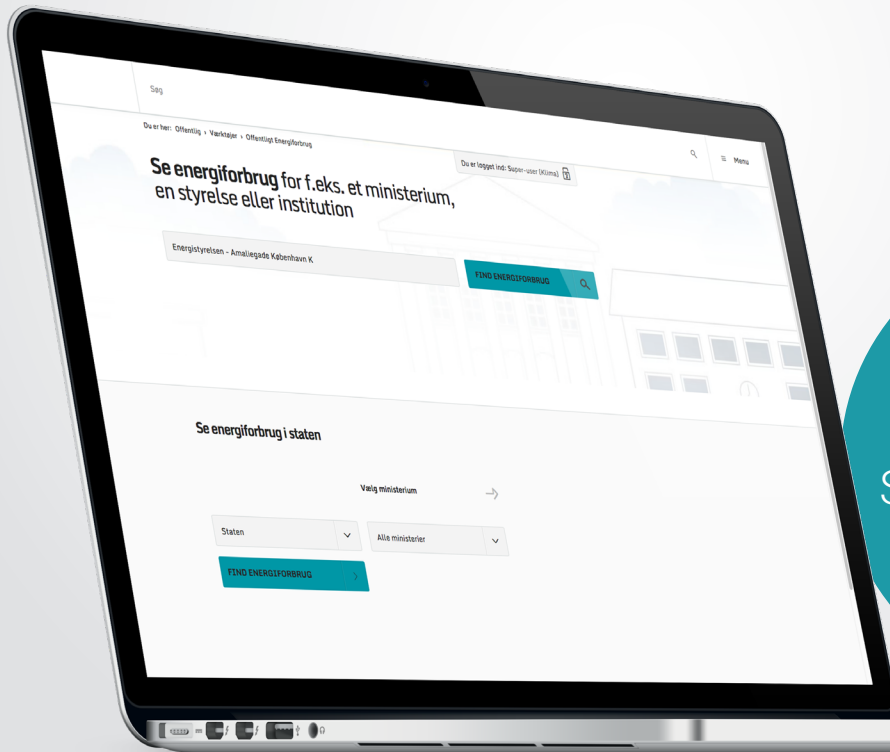 Søg
Menu
Du er her: Offentlig › Værktøjer › Offentligt Energiforbrug
Du er logget ind: Super-user (Klima)
Se energiforbrug for f.eks. et ministerium,
en styrelse eller institution
Energistyrelsen - Amaliegade København K
FIND ENERGIFORBRUG
Se energiforbrug i staten
Vælg ministerium
Staten
Alle ministerier
FIND ENERGIFORBRUG
S